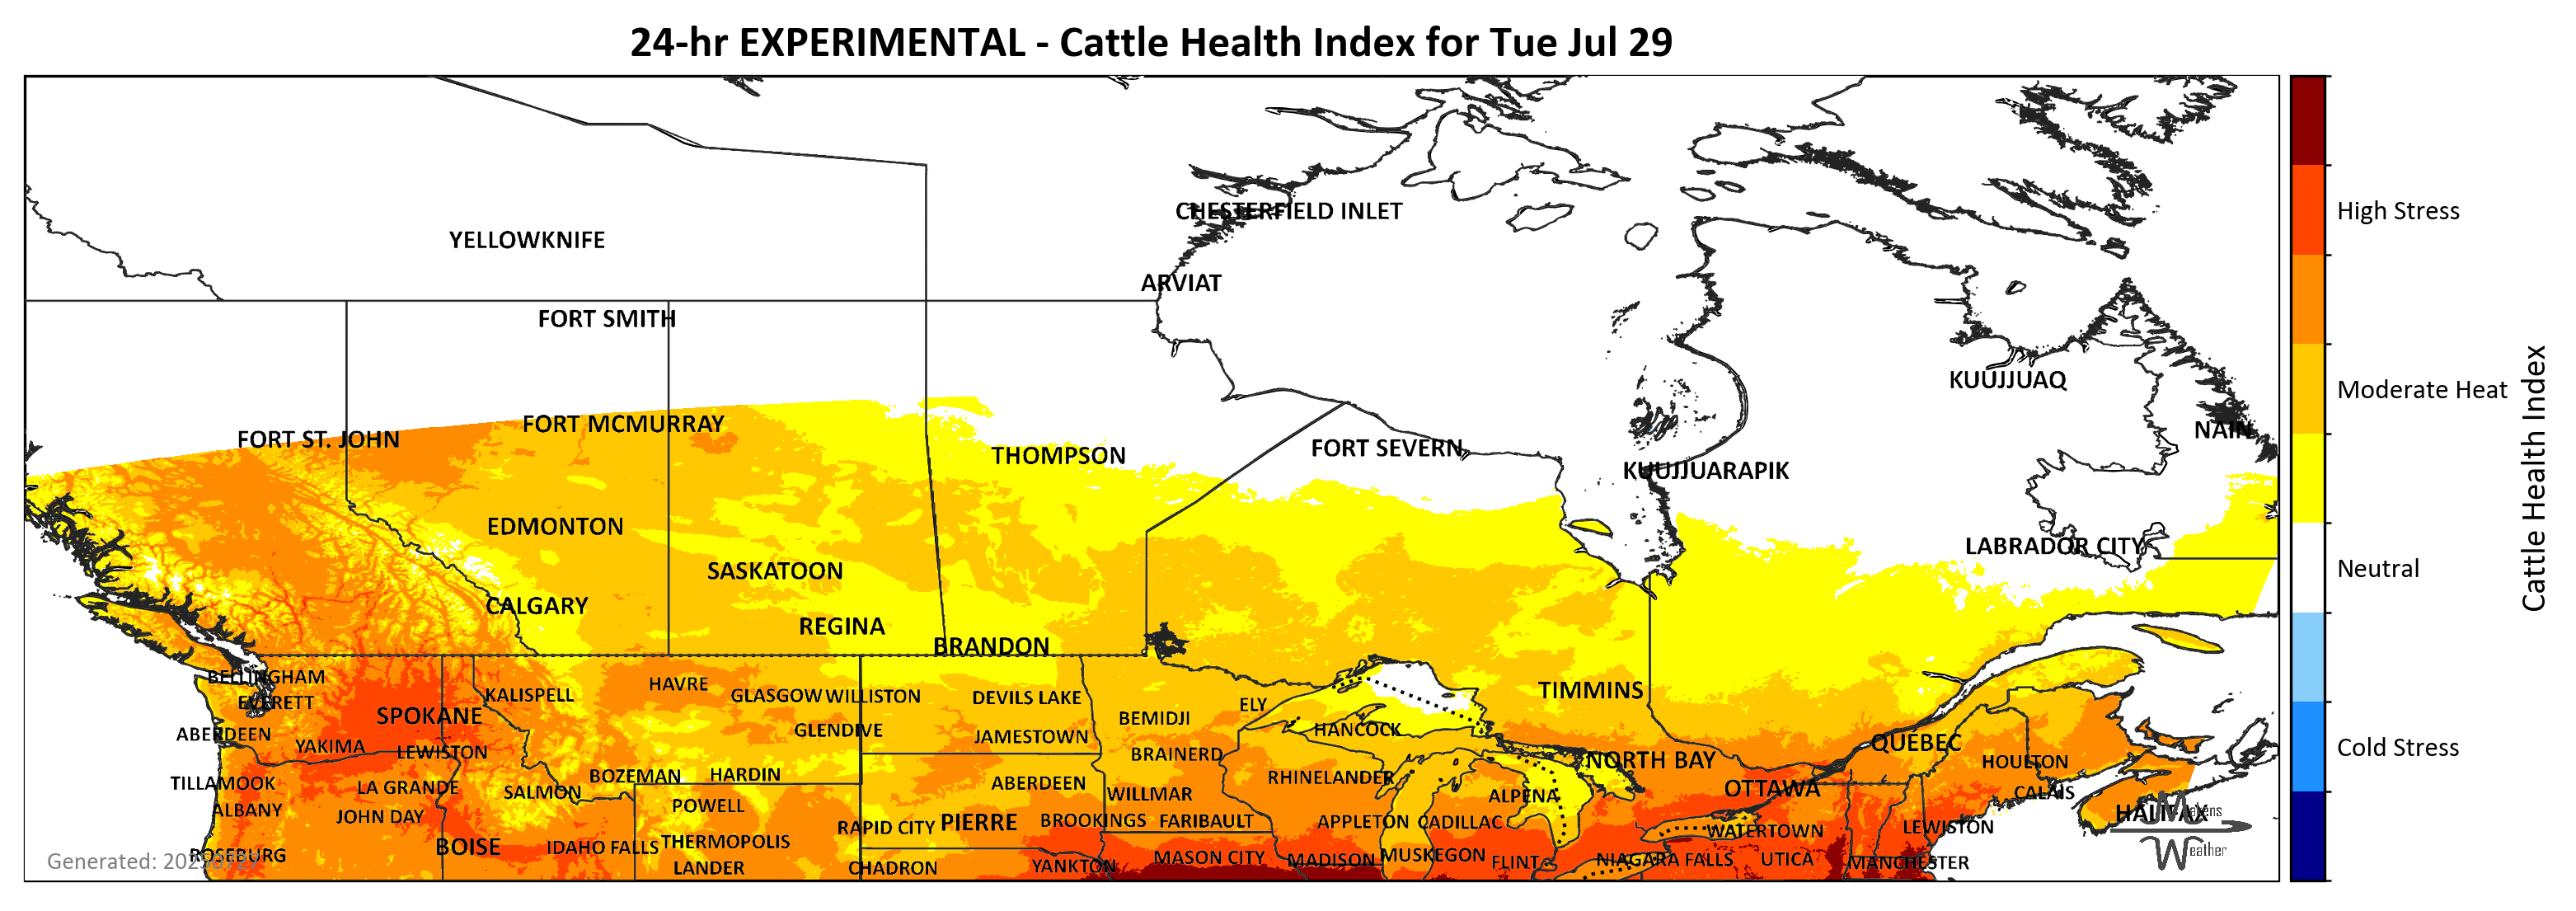 24-hr EXPERIMENTAL - Cattle Health Index for Tue Jul 29
CHESTERFIELD INLET
High Stress
YELLOWKNIFE
ARVIAT
FORT SMITH
KUUJJUAQ
Moderate Heat
FORT MCMURRAY
NAIN
FORT ST. JOHN
FORT SEVERN
THOMPSON
KUUJJUARAPIK
Cattle Health Index
EDMONTON
LABRADOR CITY
SASKATOON
Neutral
CALGARY
REGINA
BRANDON
BELLINGHAM
HAVRE
TIMMINS
KALISPELL
GLASGOW
WILLISTON
DEVILS LAKE
EVERETT
ELY
SPOKANE
BEMIDJI
GLENDIVE
HANCOCK
ABERDEEN
JAMESTOWN
QUEBEC
YAKIMA
LEWISTON
BRAINERD
Cold Stress
NORTH BAY
HOULTON
BOZEMAN
HARDIN
RHINELANDER
TILLAMOOK
LA GRANDE
ABERDEEN
OTTAWA
SALMON
WILLMAR
ALPENA
CALAIS
ALBANY
POWELL
JOHN DAY
HALIFAX
Makens
RAPID CITY
PIERRE
BROOKINGS
FARIBAULT
APPLETON
CADILLAC
WATERTOWN
LEWISTON
BOISE
IDAHO FALLS
THERMOPOLIS
Weather
ROSEBURG
MASON CITY
MADISON
MUSKEGON
FLINT
NIAGARA FALLS
UTICA
MANCHESTER
Generated:
LANDER
CHADRON
YANKTON